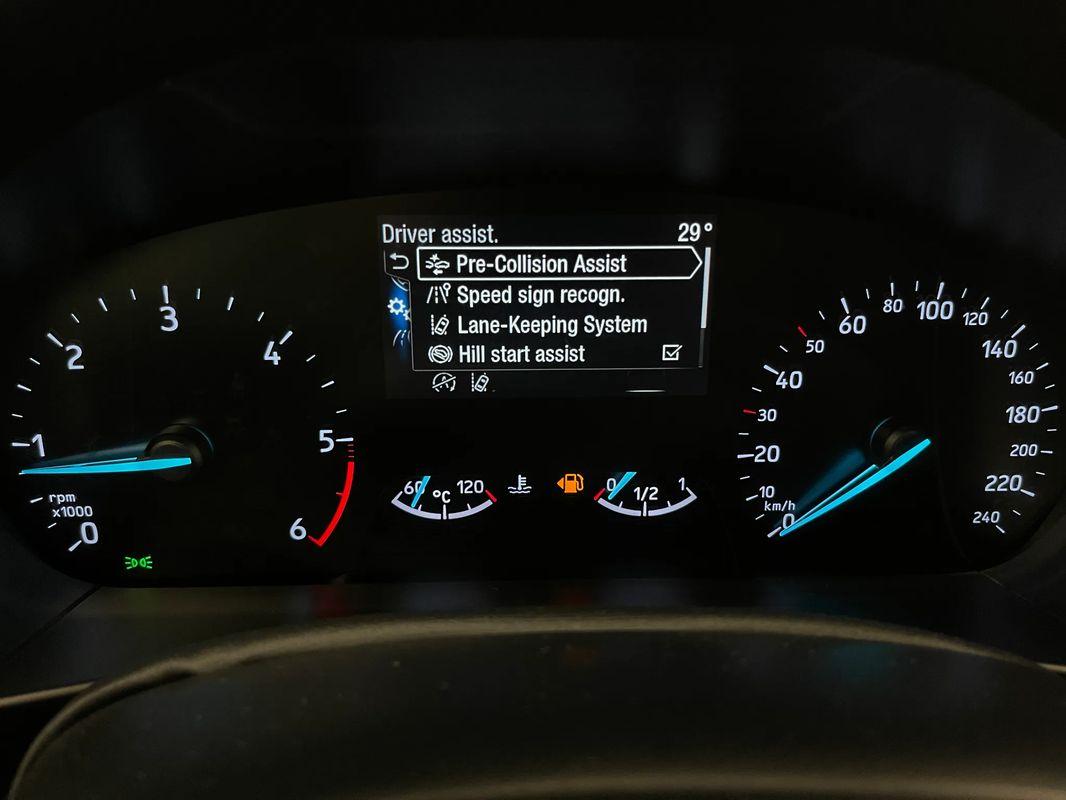 Driver assist. 29°
Pre-Collision Assist
Speed sign recogn.
Lane-Keeping System
Hill start assist
0
1
2
3
4
5
6
rpm
x1000
60 °C 120
0 1/2 1
0
10
20
30
40
50
60
80
100
120
140
160
180
200
220
240
km/h